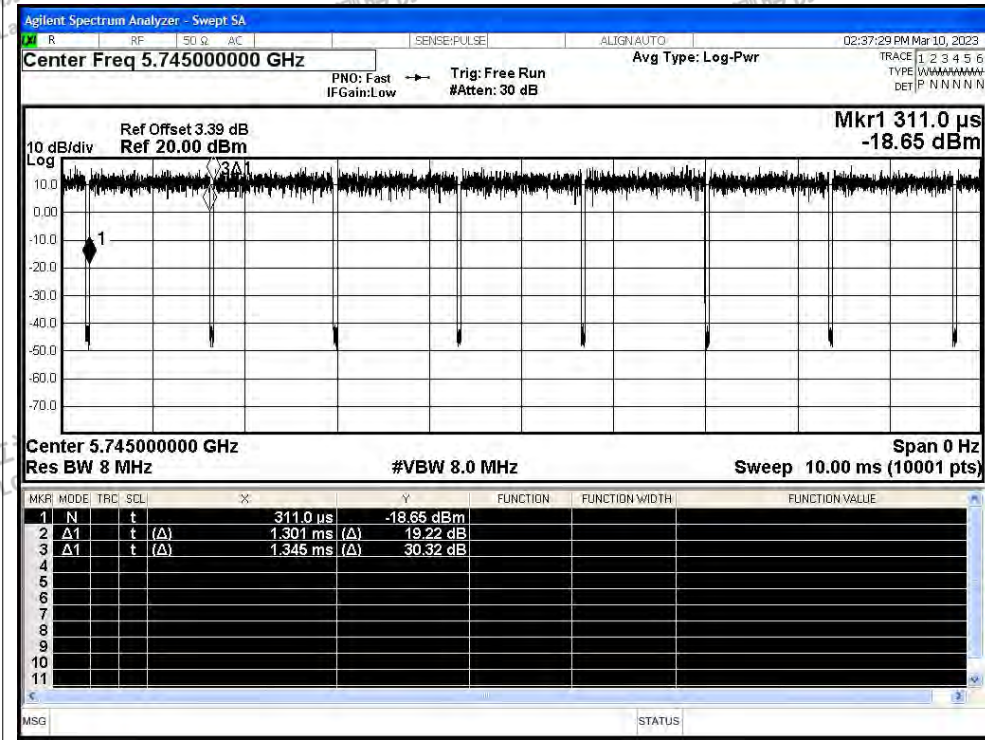 Agilent Spectrum Analyzer - Swept SA
R RF 50 Ω AC SENSE:PULSE ALIGN AUTO 02:37:29 PM Mar 10, 2023
Center Freq 5.745000000 GHz Avg Type: Log-Pwr TRACE 1 2 3 4 5 6
PNO: Fast Trig: Free Run TYPE
IFGain:Low #Atten: 30 dB DET P N N N N N
Mkr1 311.0 µs
Ref Offset 3.39 dB
10 dB/div Ref 20.00 dBm -18.65 dBm
Log
3Δ1
10.0
0.00
-10.0
1
-20.0
-30.0
-40.0
-50.0
-60.0
-70.0
Center 5.745000000 GHz Span 0 Hz
Res BW 8 MHz #VBW 8.0 MHz Sweep 10.00 ms (10001 pts)
MKR MODE TRC SCL X Y FUNCTION FUNCTION WIDTH FUNCTION VALUE
1 N t 311.0 µs -18.65 dBm
2 Δ1 t (Δ) 1.301 ms (Δ) 19.22 dB
3 Δ1 t (Δ) 1.345 ms (Δ) 30.32 dB
4
5
6
7
8
9
10
11
MSG STATUS